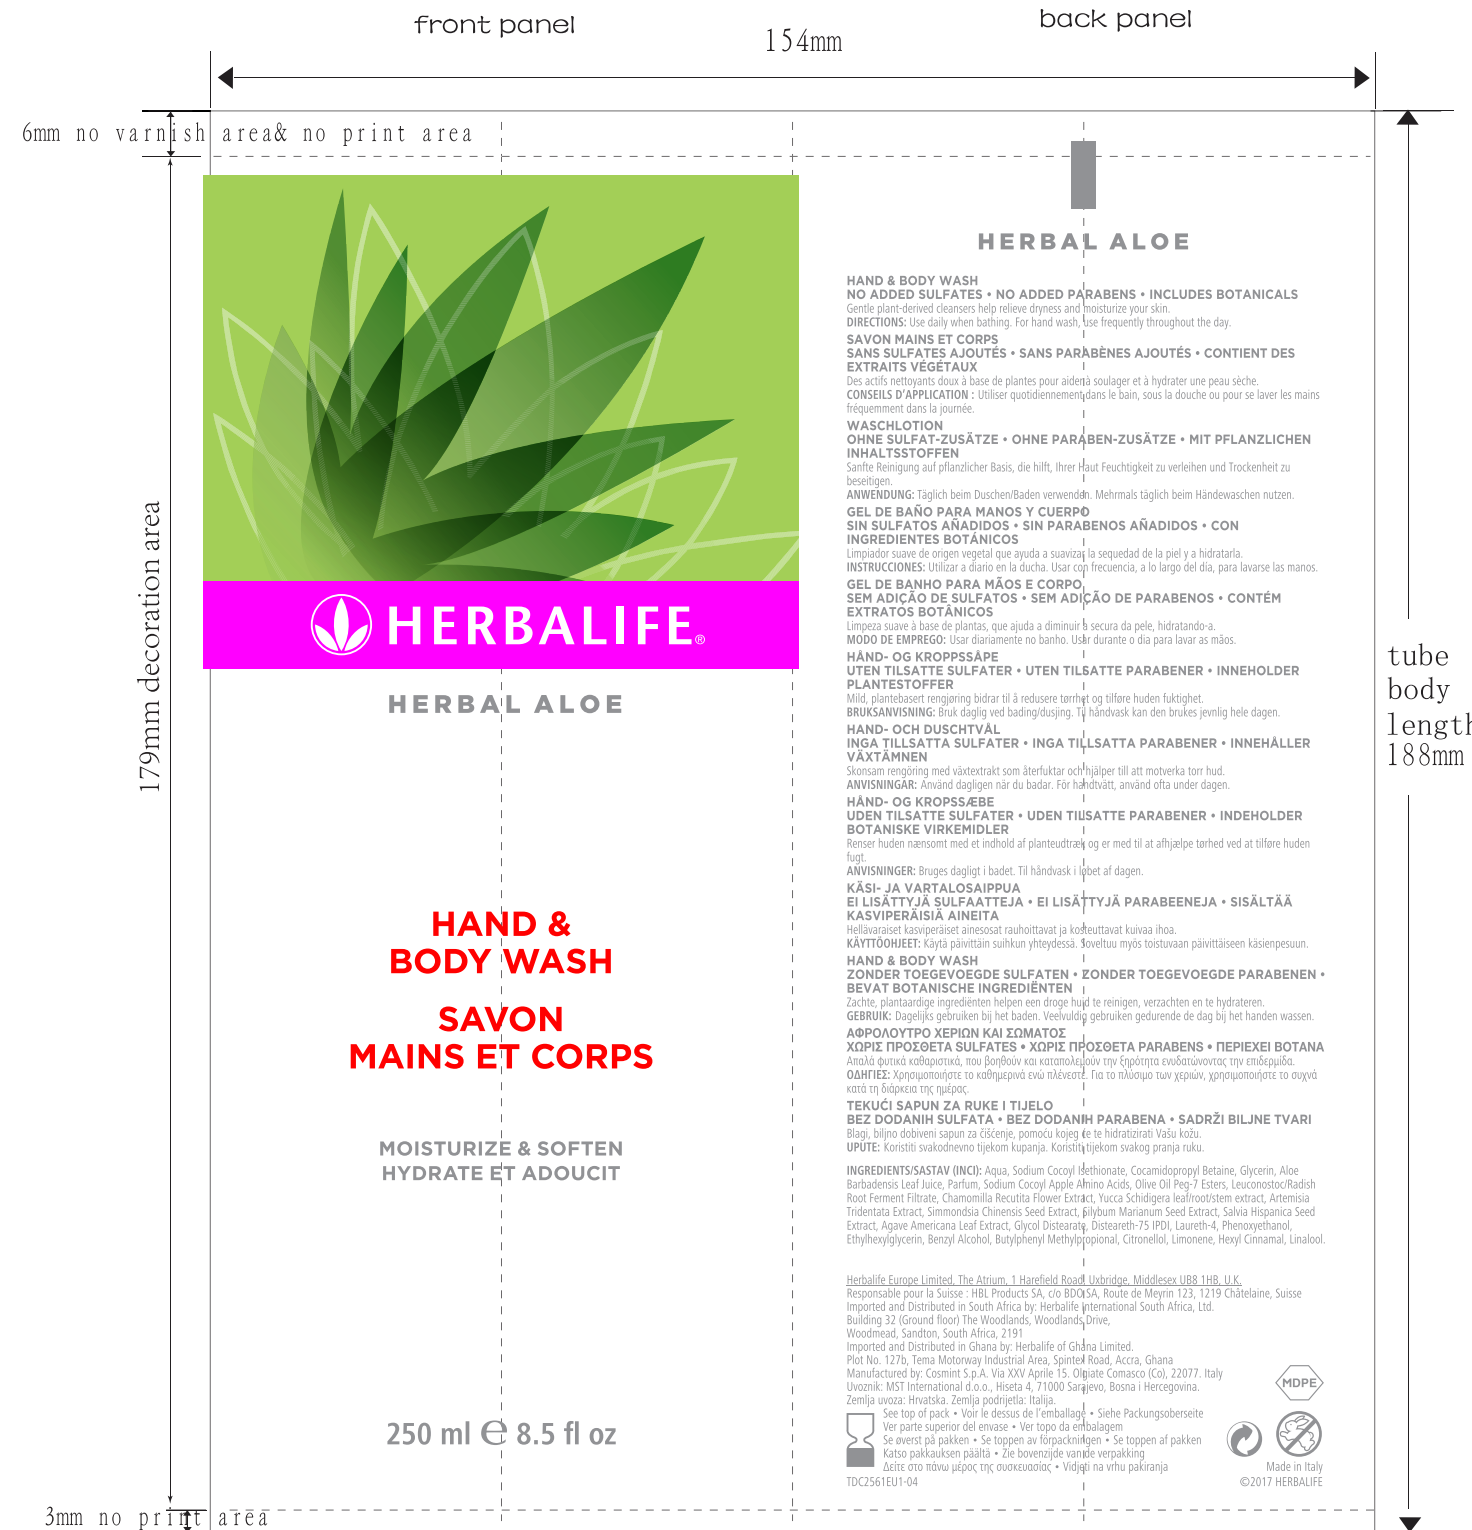 front panel
back panel
154mm
6mm no varnish area& no print area
179mm decoration area
tube
body
length
188mm
3mm no print area
HERBALIFE®
HERBAL ALOE
HAND &
BODY WASH
SAVON
MAINS ET CORPS
MOISTURIZE & SOFTEN
HYDRATE ET ADOUCIT
250 ml ℮ 8.5 fl oz
HERBAL ALOE
HAND & BODY WASH
NO ADDED SULFATES • NO ADDED PARABENS • INCLUDES BOTANICALS
Gentle plant-derived cleansers help relieve dryness and moisturize your skin.
DIRECTIONS: Use daily when bathing. For hand wash, use frequently throughout the day.
SAVON MAINS ET CORPS
SANS SULFATES AJOUTÉS • SANS PARABÈNES AJOUTÉS • CONTIENT DES
EXTRAITS VÉGÉTAUX
Des actifs nettoyants doux à base de plantes pour aider à soulager et à hydrater une peau sèche.
CONSEILS D'APPLICATION : Utiliser quotidiennement dans le bain, sous la douche ou pour se laver les mains
fréquemment dans la journée.
WASCHLOTION
OHNE SULFAT-ZUSÄTZE • OHNE PARABEN-ZUSÄTZE • MIT PFLANZLICHEN
INHALTSSTOFFEN
Sanfte Reinigung auf pflanzlicher Basis, die hilft, Ihrer Haut Feuchtigkeit zu verleihen und Trockenheit zu
beseitigen.
ANWENDUNG: Täglich beim Duschen/Baden verwenden. Mehrmals täglich beim Händewaschen nutzen.
GEL DE BAÑO PARA MANOS Y CUERPO
SIN SULFATOS AÑADIDOS • SIN PARABENOS AÑADIDOS • CON
INGREDIENTES BOTÁNICOS
Limpiador suave de origen vegetal que ayuda a suavizar la sequedad de la piel y a hidratarla.
INSTRUCCIONES: Utilizar a diario en la ducha. Usar con frecuencia, a lo largo del día, para lavarse las manos.
GEL DE BANHO PARA MÃOS E CORPO
SEM ADIÇÃO DE SULFATOS • SEM ADIÇÃO DE PARABENOS • CONTÉM
EXTRATOS BOTÂNICOS
Limpeza suave à base de plantas, que ajuda a diminuir a secura da pele, hidratando-a.
MODO DE EMPREGO: Usar diariamente no banho. Usar durante o dia para lavar as mãos.
HÅND- OG KROPPSSÅPE
UTEN TILSATTE SULFATER • UTEN TILSATTE PARABENER • INNEHOLDER
PLANTESTOFFER
Mild, plantebasert rengjøring bidrar til å redusere tørrhet og tilføre huden fuktighet.
BRUKSANVISNING: Bruk daglig ved bading/dusjing. Til håndvask kan den brukes jevnlig hele dagen.
HAND- OCH DUSCHTVÅL
INGA TILLSATTA SULFATER • INGA TILLSATTA PARABENER • INNEHÅLLER
VÄXTÄMNEN
Skonsam rengöring med växtextrakt som återfuktar och hjälper till att motverka torr hud.
ANVISNINGAR: Använd dagligen när du badar. För handtvätt, använd ofta under dagen.
HÅND- OG KROPSSÆBE
UDEN TILSATTE SULFATER • UDEN TILSATTE PARABENER • INDEHOLDER
BOTANISKE VIRKEMIDLER
Renser huden nænsomt med et indhold af planteudtræk og er med til at afhjælpe tørhed ved at tilføre huden
fugt.
ANVISNINGER: Bruges dagligt i badet. Til håndvask i løbet af dagen.
KÄSI- JA VARTALOSAIPPUA
EI LISÄTTYJÄ SULFAATTEJA • EI LISÄTTYJÄ PARABEENEJA • SISÄLTÄÄ
KASVIPERÄISIÄ AINEITA
Hellävaraiset kasviperäiset ainesosat rauhoittavat ja kosteuttavat kuivaa ihoa.
KÄYTTÖOHJEET: Käytä päivittäin suihkun yhteydessä. Soveltuu myös toistuvaan päivittäiseen käsienpesuun.
HAND & BODY WASH
ZONDER TOEGEVOEGDE SULFATEN • ZONDER TOEGEVOEGDE PARABENEN •
BEVAT BOTANISCHE INGREDIËNTEN
Zachte, plantaardige ingrediënten helpen een droge huid te reinigen, verzachten en te hydrateren.
GEBRUIK: Dagelijks gebruiken bij het baden. Veelvuldig gebruiken gedurende de dag bij het handen wassen.
ΑΦΡΟΛΟΥΤΡΟ ΧΕΡΙΩΝ ΚΑΙ ΣΩΜΑΤΟΣ
ΧΩΡΙΣ ΠΡΟΣΘΕΤΑ SULFATES • ΧΩΡΙΣ ΠΡΟΣΘΕΤΑ PARABENS • ΠΕΡΙΕΧΕΙ ΒΟΤΑΝΑ
Απαλά φυτικά καθαριστικά, που βοηθούν και καταπολεμούν την ξηρότητα ενυδατώνοντας την επιδερμίδα.
ΟΔΗΓΙΕΣ: Χρησιμοποιήστε το καθημερινά ενώ πλένεστε. Για το πλύσιμο των χεριών, χρησιμοποιήστε το συχνά
κατά τη διάρκεια της ημέρας.
TEKUĆI SAPUN ZA RUKE I TIJELO
BEZ DODANIH SULFATA • BEZ DODANIH PARABENA • SADRŽI BILJNE TVARI
Blagi, biljno dobiveni sapun za čišćenje, pomoću kojeg će te hidratizirati Vašu kožu.
UPUTE: Koristiti svakodnevno tijekom kupanja. Koristiti tijekom svakog pranja ruku.
INGREDIENTS/SASTAV (INCI): Aqua, Sodium Cocoyl Isethionate, Cocamidopropyl Betaine, Glycerin, Aloe
Barbadensis Leaf Juice, Parfum, Sodium Cocoyl Apple Amino Acids, Olive Oil Peg-7 Esters, Leuconostoc/Radish
Root Ferment Filtrate, Chamomilla Recutita Flower Extract, Yucca Schidigera leaf/root/stem extract, Artemisia
Tridentata Extract, Simmondsia Chinensis Seed Extract, Silybum Marianum Seed Extract, Salvia Hispanica Seed
Extract, Agave Americana Leaf Extract, Glycol Distearate, Disteareth-75 IPDI, Laureth-4, Phenoxyethanol,
Ethylhexylglycerin, Benzyl Alcohol, Butylphenyl Methylpropional, Citronellol, Limonene, Hexyl Cinnamal, Linalool.
Herbalife Europe Limited, The Atrium, 1 Harefield Road, Uxbridge, Middlesex UB8 1HB, U.K.
Responsable pour la Suisse : HBL Products SA, c/o BDO SA, Route de Meyrin 123, 1219 Châtelaine, Suisse
Imported and Distributed in South Africa by: Herbalife International South Africa, Ltd.
Building 32 (Ground floor) The Woodlands, Woodlands Drive,
Woodmead, Sandton, South Africa, 2191
Imported and Distributed in Ghana by: Herbalife of Ghana Limited.
Plot No. 127b, Tema Motorway Industrial Area, Spintex Road, Accra, Ghana
Manufactured by: Cosmint S.p.A. Via XXV Aprile 15. Olgiate Comasco (Co), 22077. Italy
Uvoznik: MST International d.o.o., Hiseta 4, 71000 Sarajevo, Bosna i Hercegovina.
Zemlja uvoza: Hrvatska. Zemlja podrijetla: Italija.
MDPE
See top of pack • Voir le dessus de l'emballage • Siehe Packungsoberseite
Ver parte superior del envase • Ver topo da embalagem
Se øverst på pakken • Se toppen av förpackningen • Se toppen af pakken
Katso pakkauksen päältä • Zie bovenzijde van de verpakking
Δείτε στο πάνω μέρος της συσκευασίας • Vidjeti na vrhu pakiranja
TDC2561EU1-04
Made in Italy
©2017 HERBALIFE